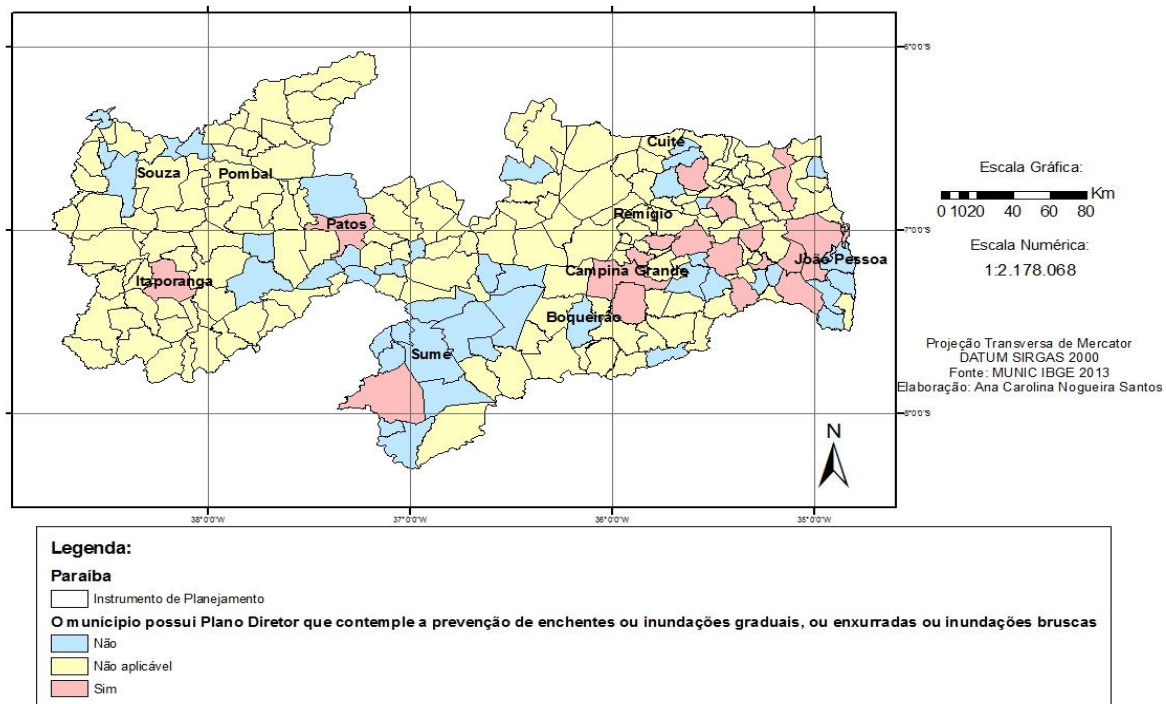 6°0'0"S
Cuité
Souza
Pombal
Remígio
Patos
7°0'0"S
João Pessoa
Itaporanga
Campina Grande
Boqueirão
Sumé
8°0'0"S
N
38°0'0"W
37°0'0"W
36°0'0"W
35°0'0"W
Escala Gráfica:
Km
0 10 20 40 60 80
Escala Numérica:
1:2.178.068
Projeção Transversa de Mercator
DATUM SIRGAS 2000
Fonte: MUNIC IBGE 2013
Elaboração: Ana Carolina Nogueira Santos
Legenda:
Paraíba
Instrumento de Planejamento
O munícipio possui Plano Diretor que contemple a prevenção de enchentes ou inundações graduais, ou enxurradas ou inundações bruscas
Não
Não aplicável
Sim